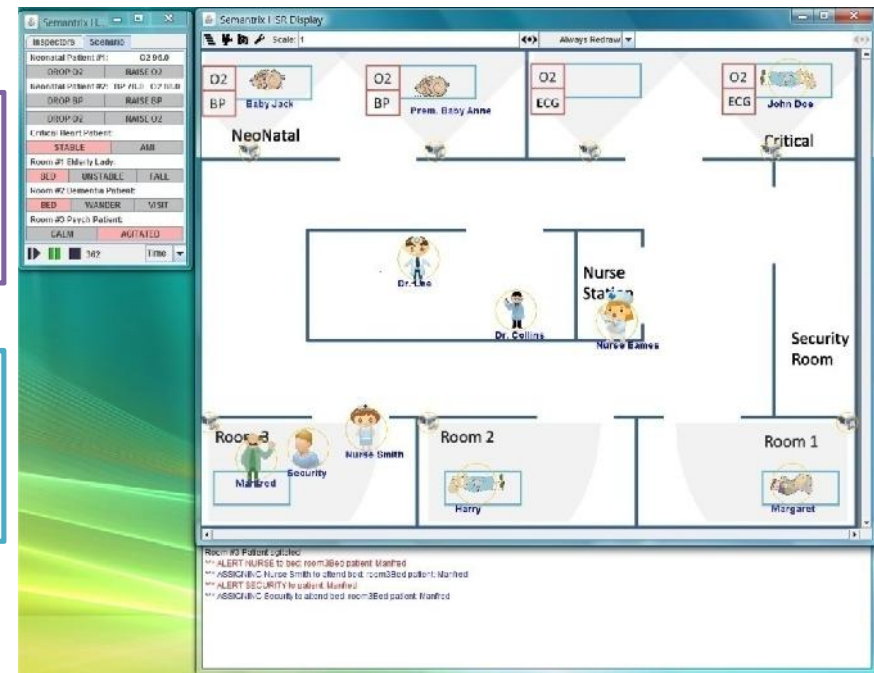 Semantrix
Inspectors Scenario
Neonatal Patient #1: O2 96.0
DROP O2 RAISE O2
Neonatal Patient #2: BP O2
DROP BP RAISE BP
DROP O2 RAISE O2
Critical Heart Patient:
STABLE AMI
Room #1 Elderly Lady:
BED UNSTABLE FALL
Room #2 Dementia Patient:
BED WANDER VISIT
Room #3 Psych Patient:
CALM AGITATED
362 Time
Semantrix HSR Display
Scale: 1 Always Redraw
O2
BP
Baby Jack
O2
BP
Prem. Baby Anne
O2
ECG
O2
ECG
John Doe
NeoNatal
Critical
Dr. Lee
Dr. Collins
Nurse
Station
Nurse Eames
Security
Room
Room 3
Manfred
Security
Nurse Smith
Room 2
Harry
Room 1
Margaret
Room #3 Patient agitated
*** ALERT NURSE to bed: room3Bed patient: Manfred
*** ASSIGNING Nurse Smith to attend bed: room3Bed patient: Manfred
*** ALERT SECURITY to patient: Manfred
*** ASSIGNING Security to attend bed: room3Bed patient: Manfred